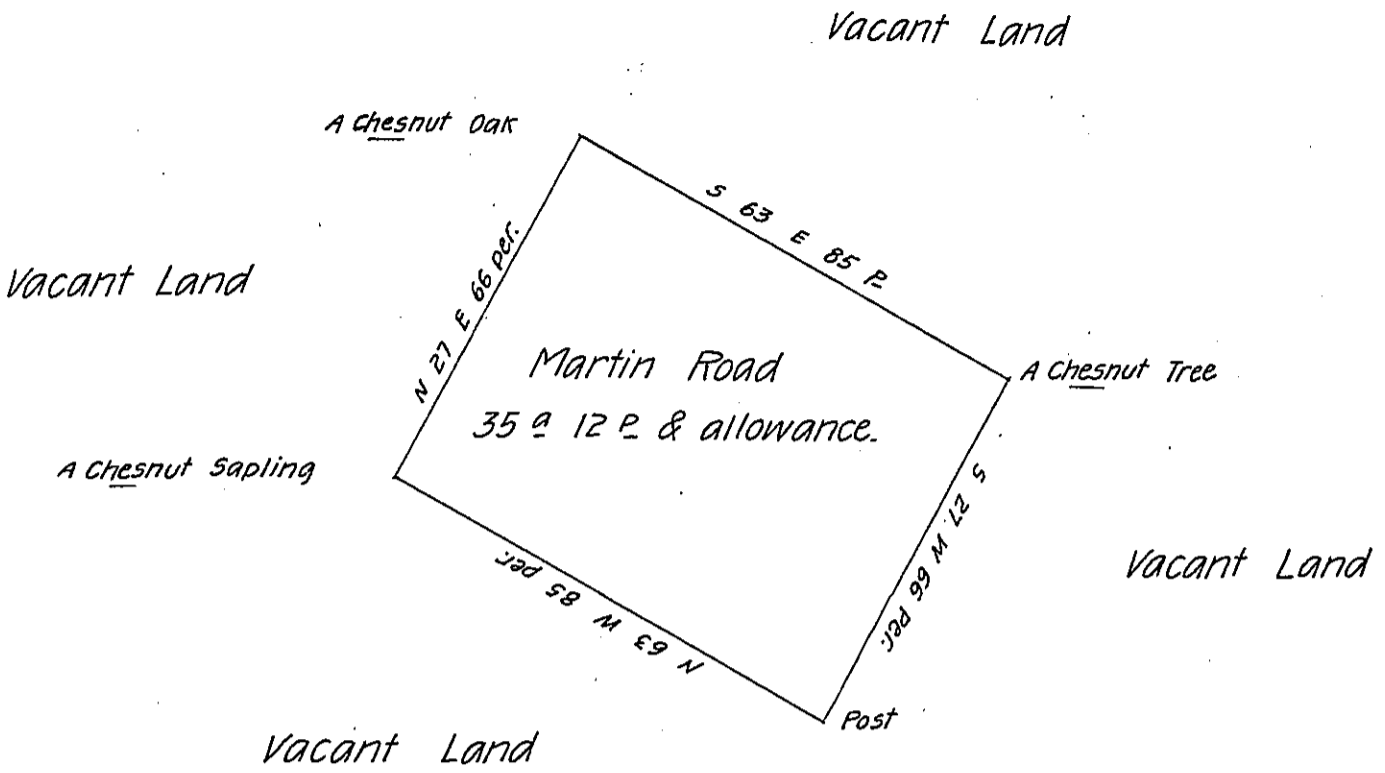 Vacant Land
A Chesnut Oak
S 63 E 85 P
Vacant Land
N 27 E 66 per.
Martin Road
35 a 12 P & allowance.
A Chesnut Tree
A Chesnut Sapling
S 27 W 66 per.
N 63 W 85 per.
Vacant Land
Post
Vacant Land